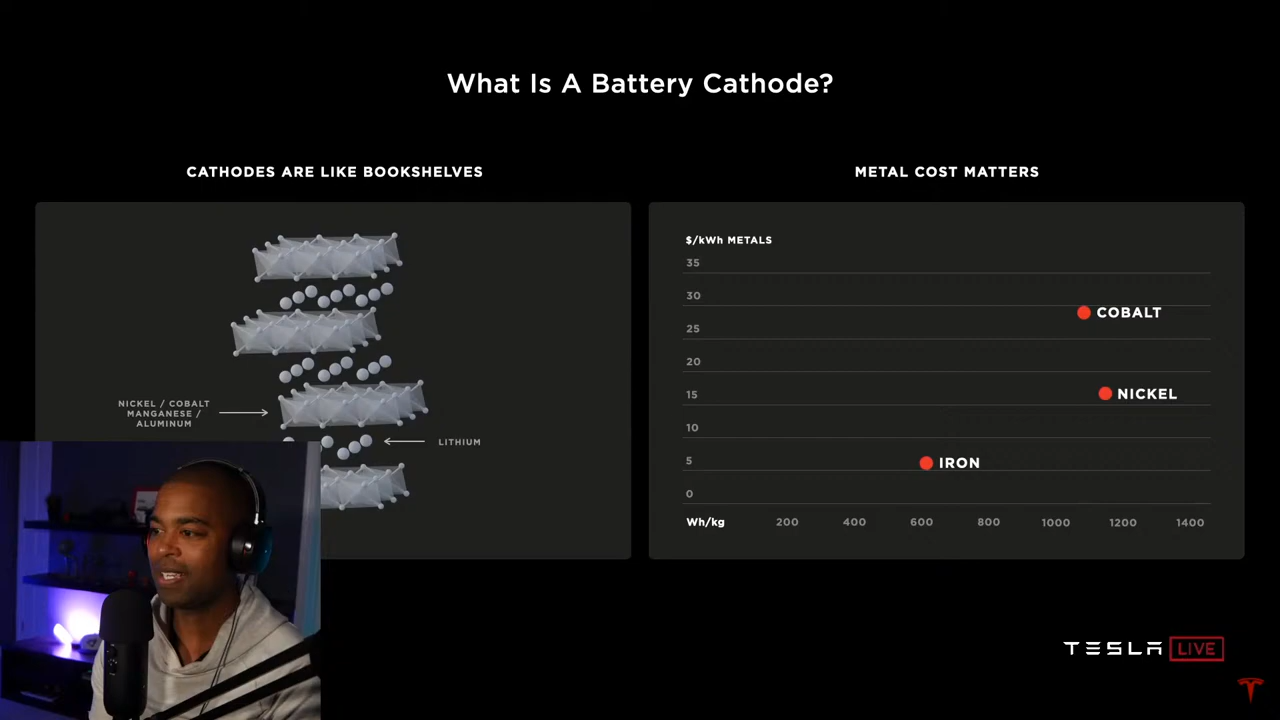 What Is A Battery Cathode?
CATHODES ARE LIKE BOOKSHELVES
NICKEL / COBALT
MANGANESE /
ALUMINUM
LITHIUM
METAL COST MATTERS
$/kWh METALS
35
30
25
20
15
10
5
0
COBALT
NICKEL
IRON
Wh/kg 200 400 600 800 1000 1200 1400
TESLA LIVE